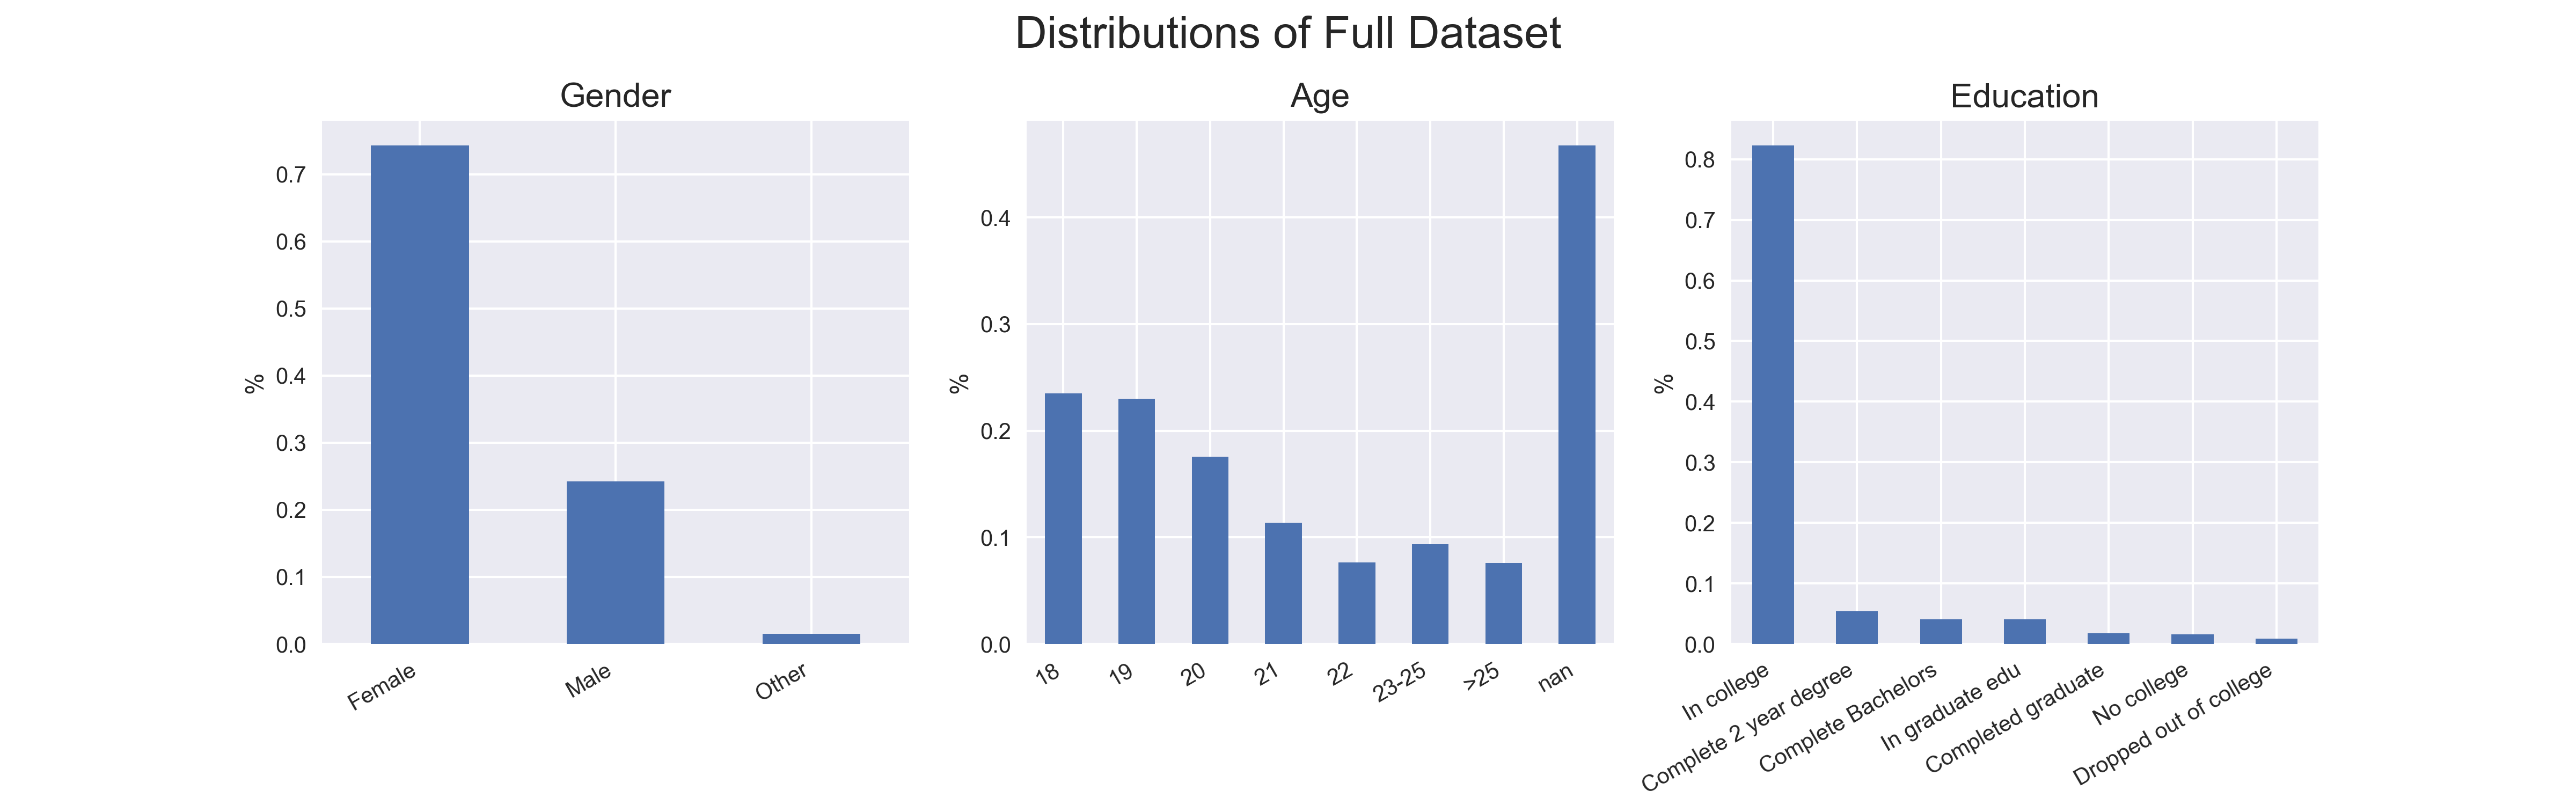 Distributions of Full Dataset
Gender
%
0.7
0.6
0.5
0.4
0.3
0.2
0.1
0.0
Female
Male
Other
Age
%
0.4
0.3
0.2
0.1
0.0
18
19
20
21
22
23-25
>25
nan
Education
%
0.8
0.7
0.6
0.5
0.4
0.3
0.2
0.1
0.0
In college
Complete 2 year degree
Complete Bachelors
In graduate edu
Completed graduate
No college
Dropped out of college